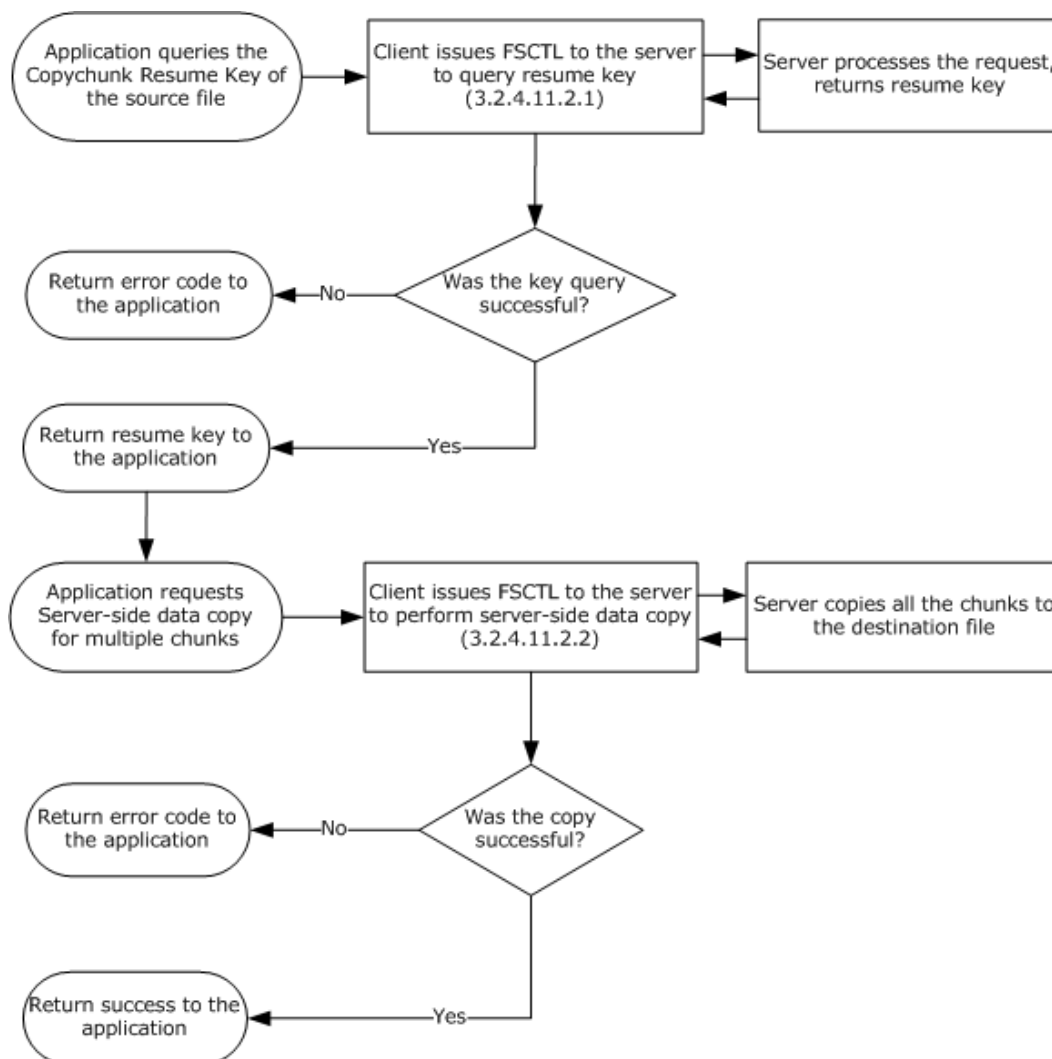 Application queries the
Copychunk Resume Key of
the source file
Client issues FSCTL to the server
to query resume key
(3.2.4.11.2.1)
Server processes the request,
returns resume key
Was the key query
successful?
No
Return error code to
the application
Yes
Return resume key to
the application
Application requests
Server-side data copy
for multiple chunks
Client issues FSCTL to the server
to perform server-side data copy
(3.2.4.11.2.2)
Server copies all the chunks to
the destination file
Was the copy
successful?
No
Return error code to
the application
Yes
Return success to the
application